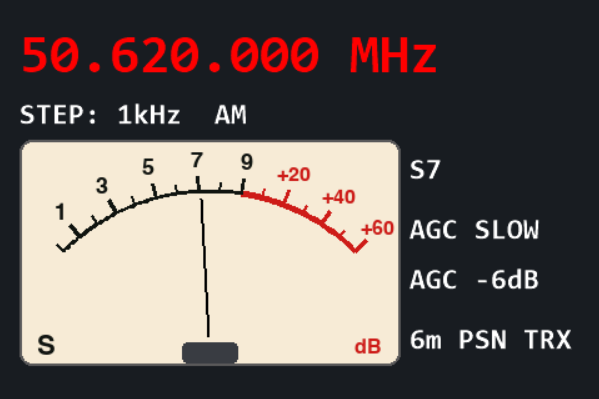 50.620.000 MHz
STEP: 1kHz AM
1 3 5 7 9 +20 +40 +60
S dB
S7
AGC SLOW
AGC -6dB
6m PSN TRX